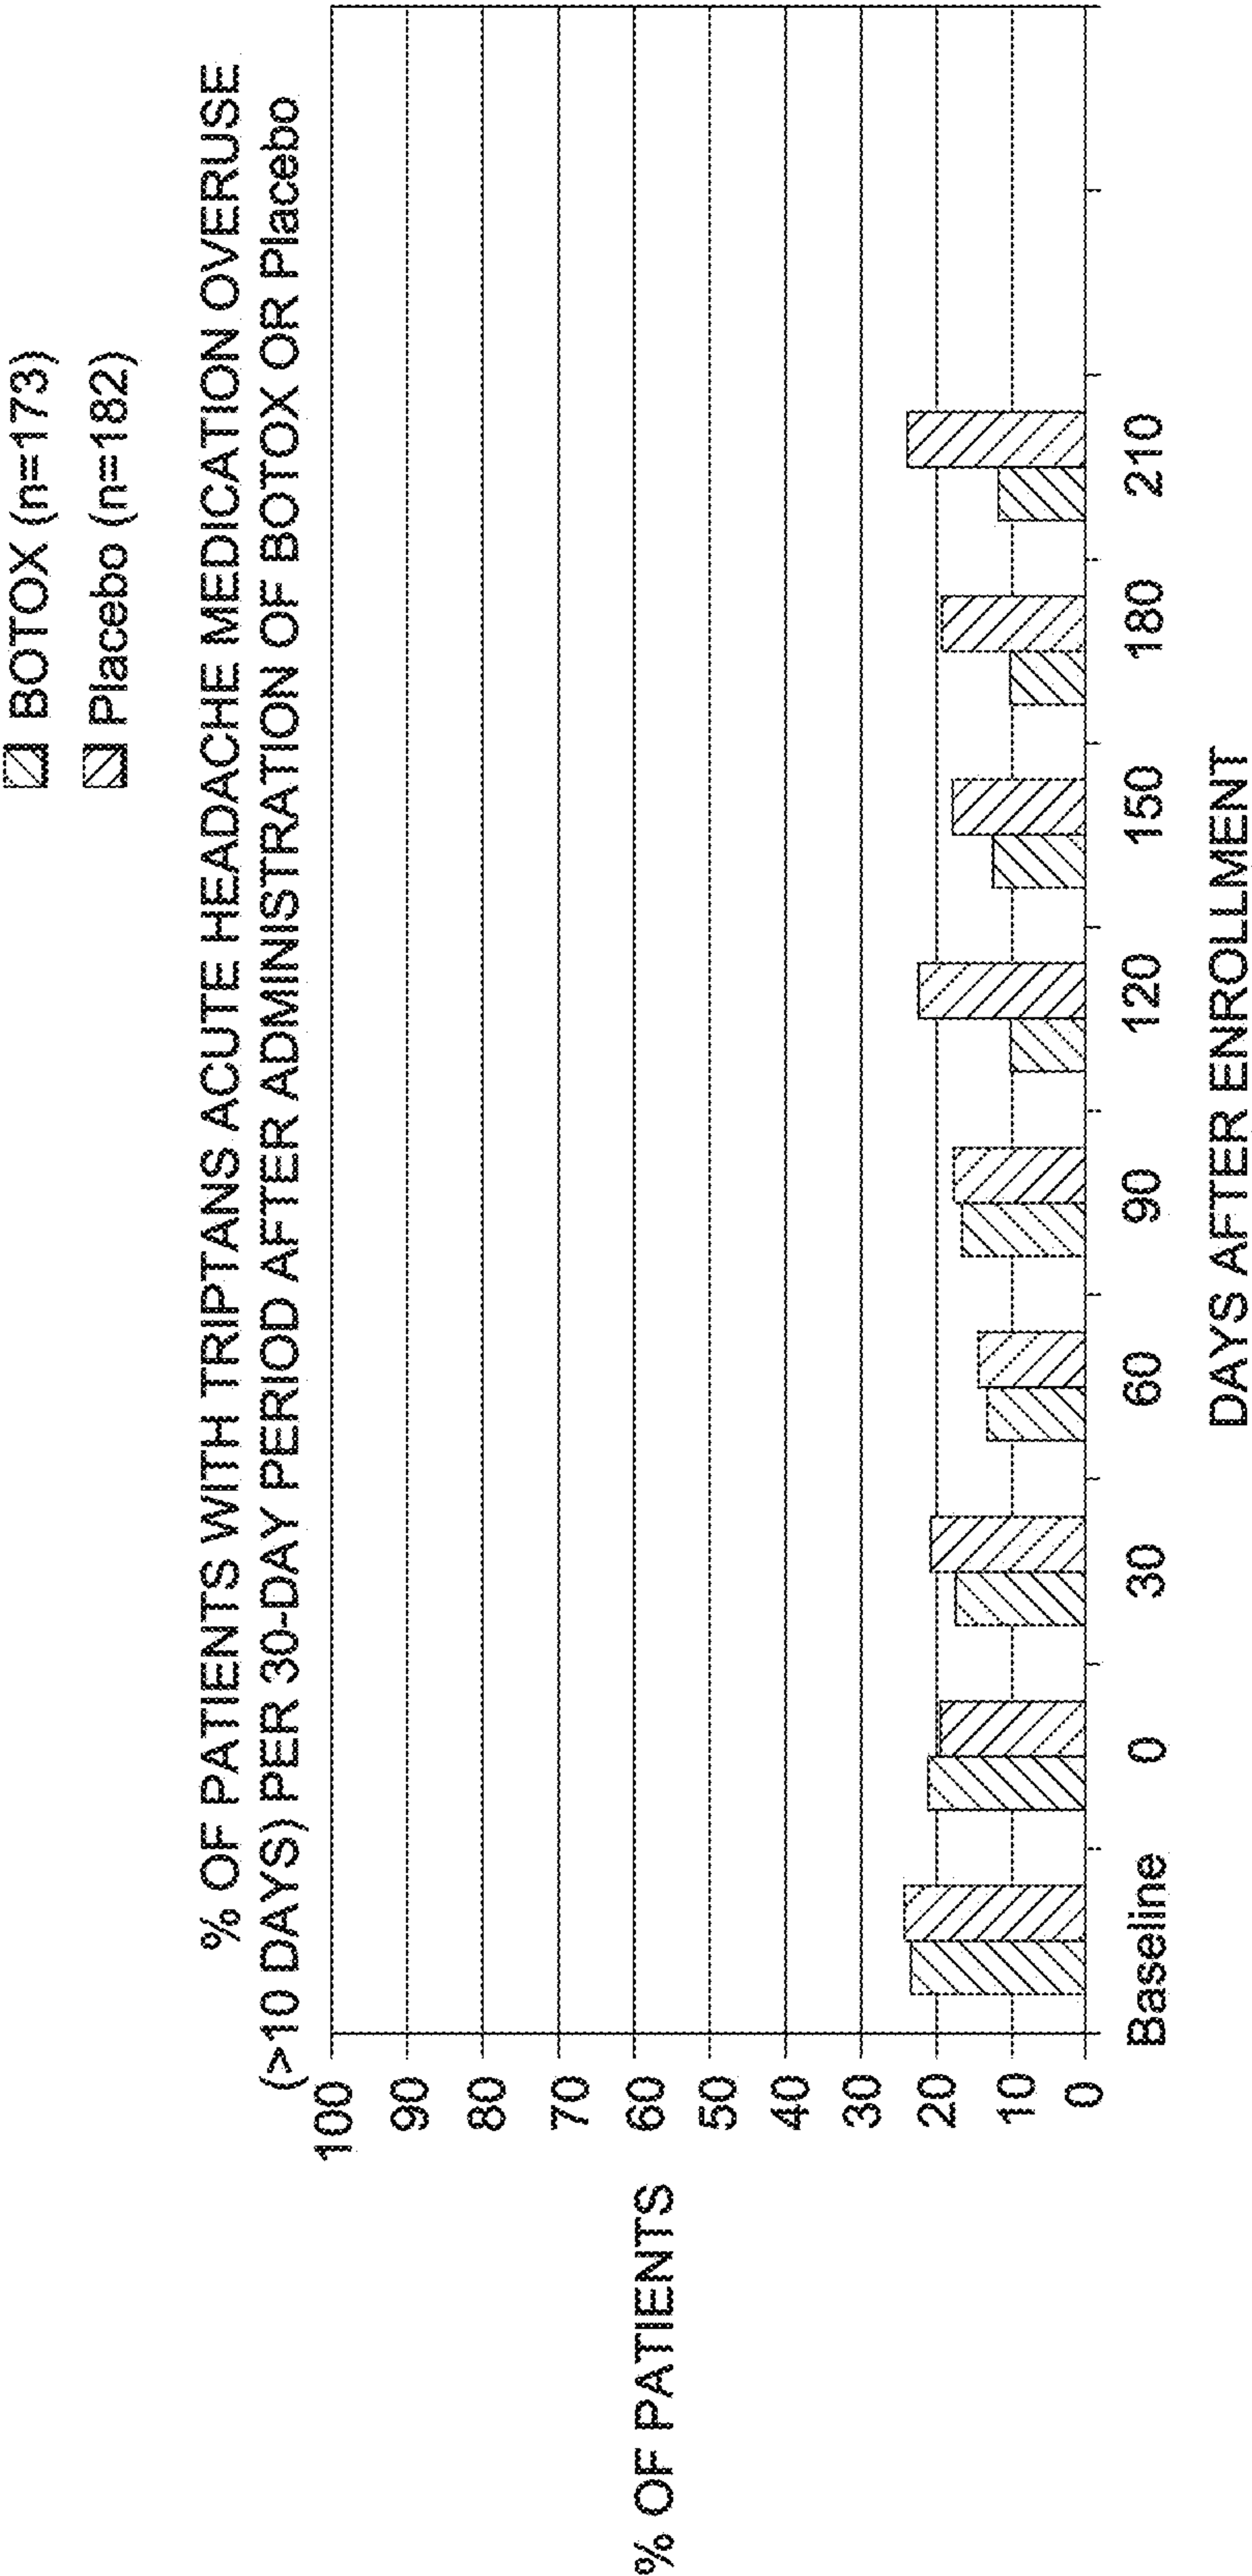 BOTOX (n=173)
Placebo (n=182)
% OF PATIENTS WITH TRIPTANS ACUTE HEADACHE MEDICATION OVERUSE
(>10 DAYS) PER 30-DAY PERIOD AFTER ADMINISTRATION OF BOTOX OR Placebo
100
90
80
70
60
50
40
30
20
10
0
% OF PATIENTS
Baseline
0
30
60
90
120
150
180
210
DAYS AFTER ENROLLMENT